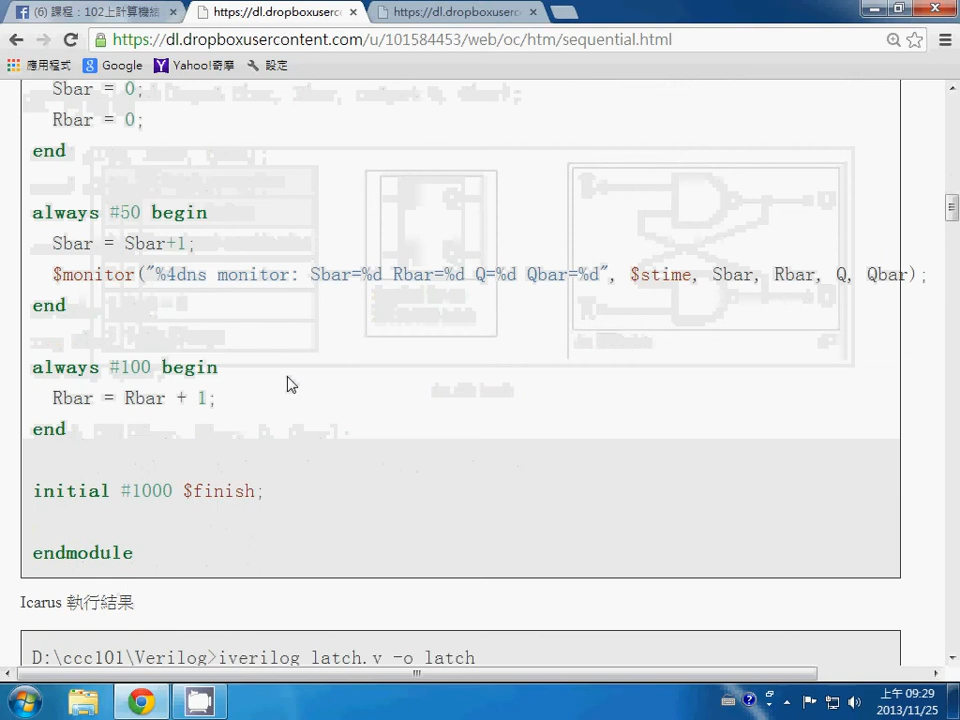 (6) 課程：102上計算機結
https://dl.dropboxuserco
https://dl.dropboxuserco
https://dl.dropboxusercontent.com/u/101584453/web/oc/htm/sequential.html
應用程式 Google Yahoo!奇摩 設定
Sbar = 0;
Rbar = 0;
end
always #50 begin
Sbar = Sbar+1;
$monitor("%4dns monitor: Sbar=%d Rbar=%d Q=%d Qbar=%d", $stime, Sbar, Rbar, Q, Qbar);
end
always #100 begin
Rbar = Rbar + 1;
end
initial #1000 $finish;
endmodule
Icarus 執行結果
D:\ccc101\Verilog>iverilog latch.v -o latch
上午 09:29
2013/11/25